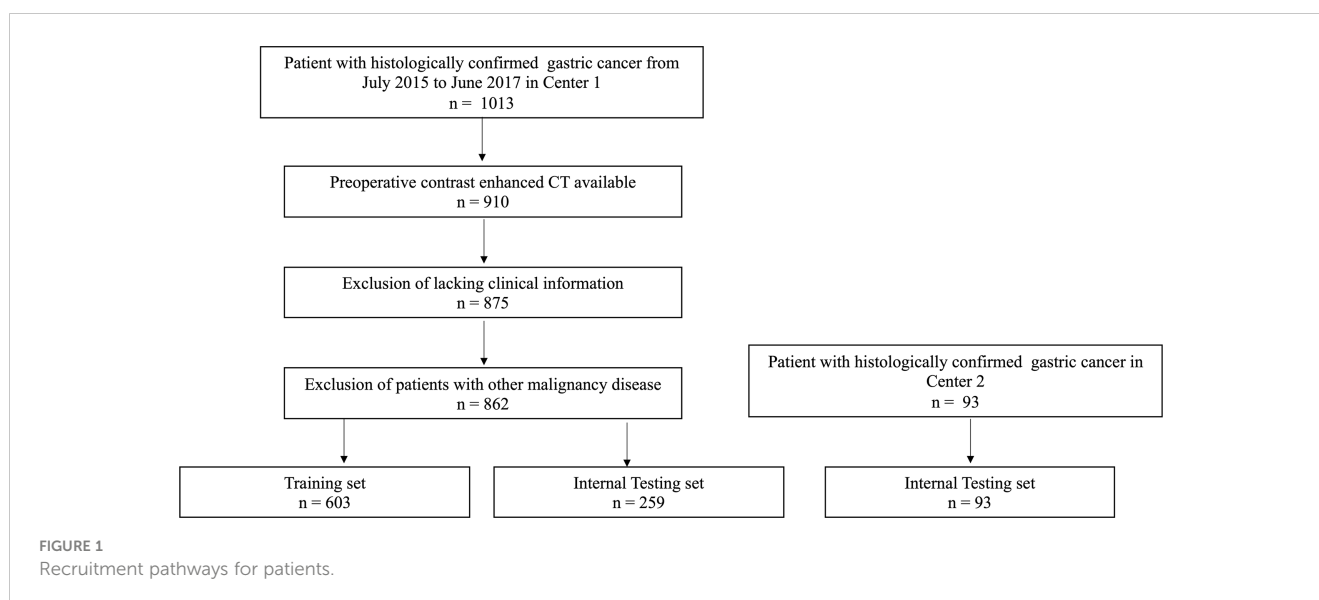 Patient with histologically confirmed gastric cancer from
July 2015 to June 2017 in Center 1
n = 1013
Preoperative contrast enhanced CT available
n = 910
Exclusion of lacking clinical information
n = 875
Exclusion of patients with other malignancy disease
n = 862
Patient with histologically confirmed gastric cancer in
Center 2
n = 93
Training set
n = 603
Internal Testing set
n = 259
Internal Testing set
n = 93
FIGURE 1
Recruitment pathways for patients.